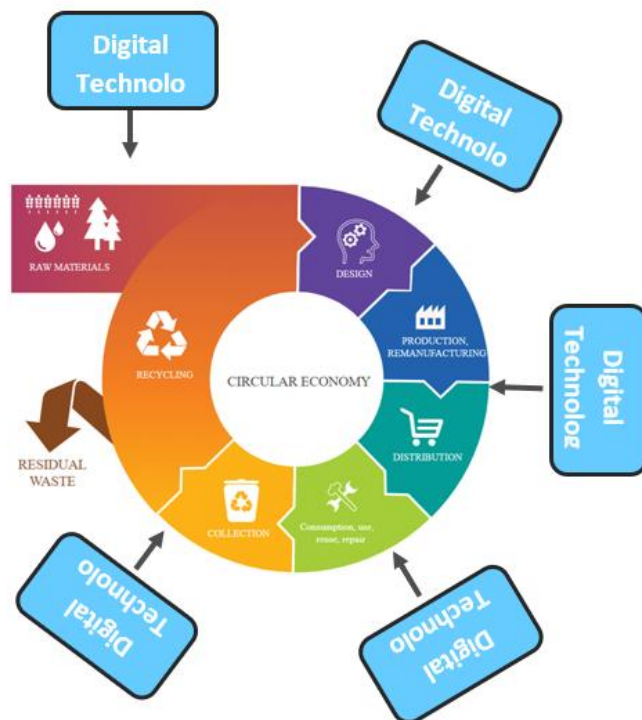 Digital
Technolo
Digital
Technolo
RAW MATERIALS
DESIGN
PRODUCTION,
REMANUFACTURING
Digital
Technolog
RECYCLING
CIRCULAR ECONOMY
DISTRIBUTION
RESIDUAL
WASTE
COLLECTION
Consumption, use,
reuse, repair
Digital
Technolo
Digital
Technolo